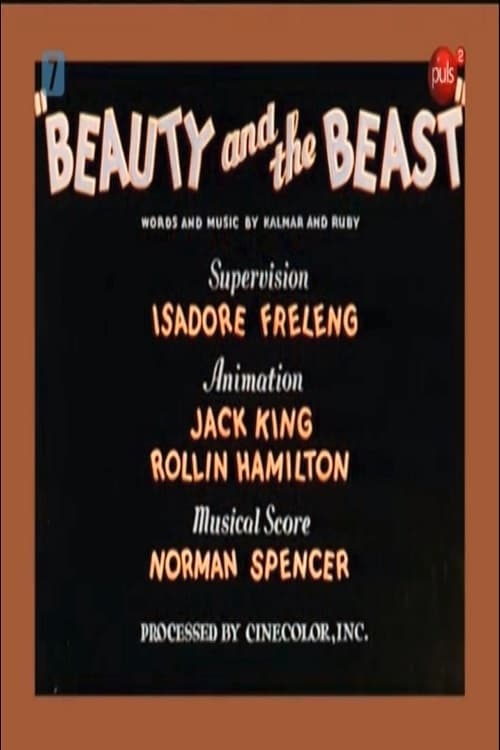 7
puls 2
"BEAUTY and the BEAST"
WORDS AND MUSIC BY KALMAR AND RUBY
Supervision
ISADORE FRELENG
Animation
JACK KING
ROLLIN HAMILTON
Musical Score
NORMAN SPENCER
PROCESSED BY CINECOLOR, INC.